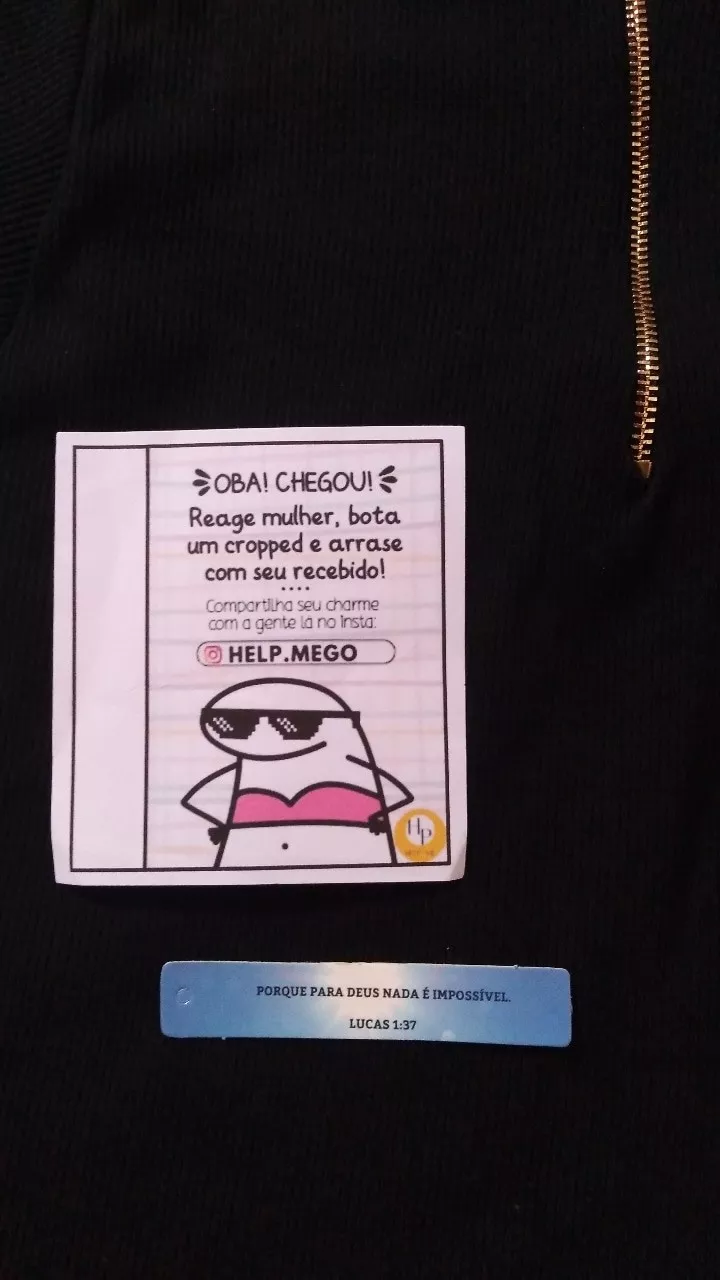 OBA! CHEGOU!
Reage mulher, bota
um cropped e arrase
com seu recebido!
Compartilha seu charme
com a gente lá no Insta:
HELP.MEGO
HP
PORQUE PARA DEUS NADA É IMPOSSÍVEL.
LUCAS 1:37